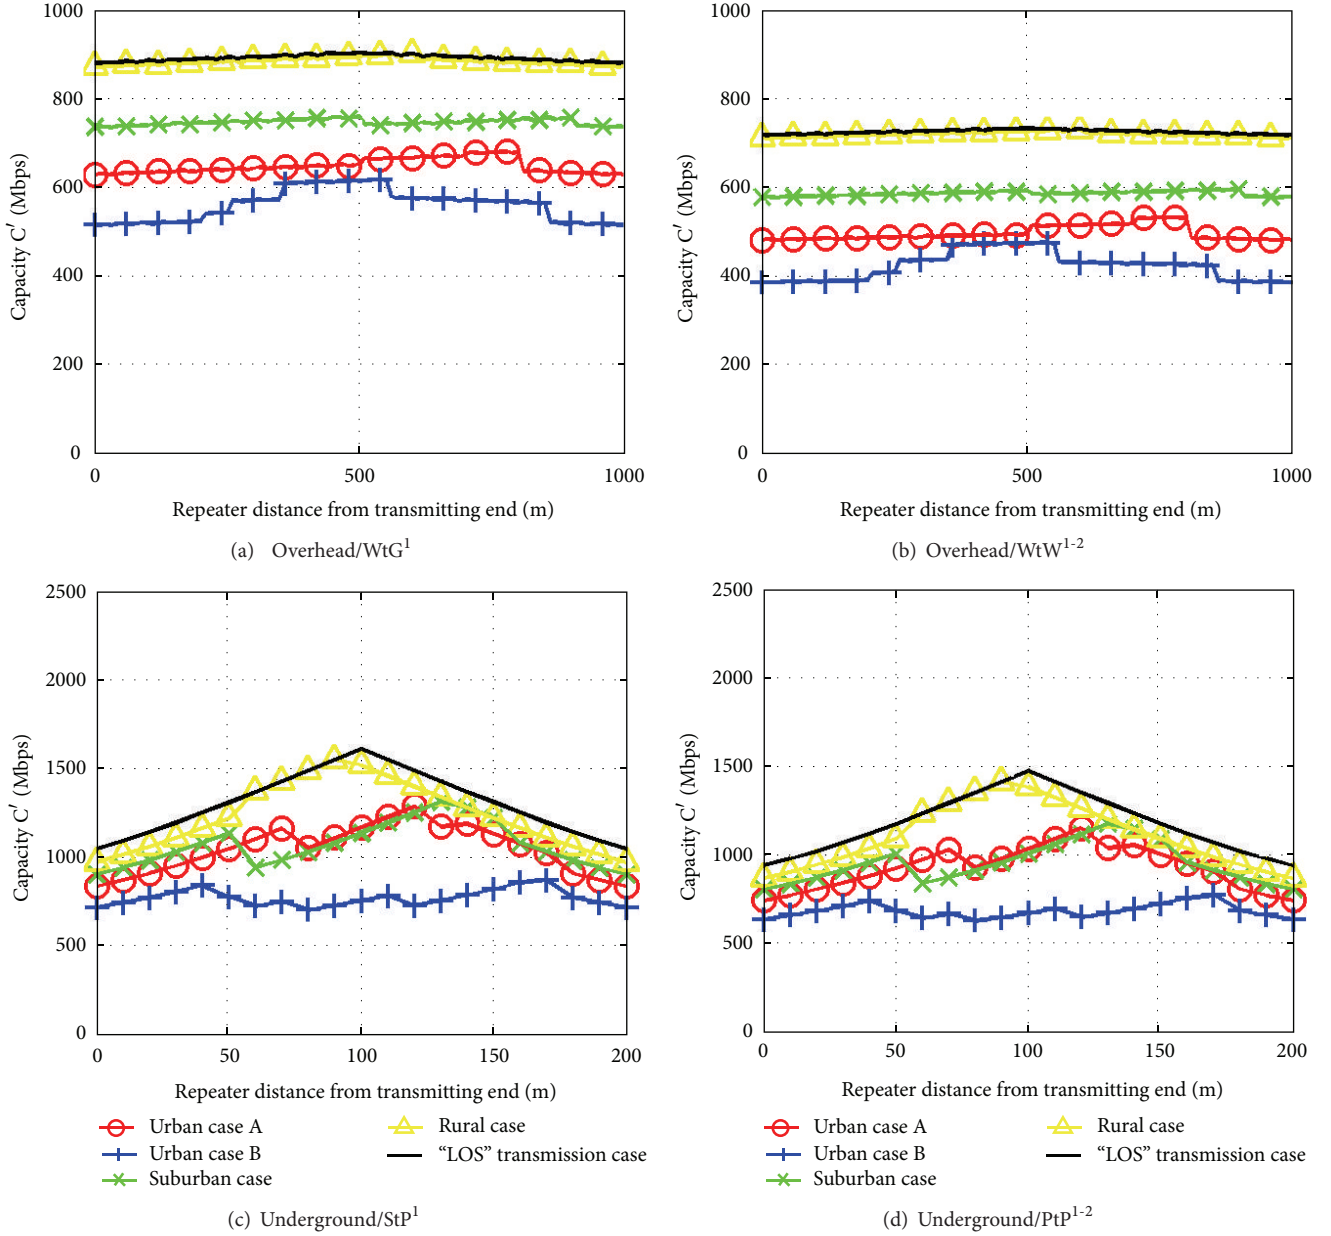 1000
800
600
400
200
0
Capacity C′ (Mbps)
0 500 1000
Repeater distance from transmitting end (m)
(a) Overhead/WtG¹
1000
800
600
400
200
0
Capacity C′ (Mbps)
0 500 1000
Repeater distance from transmitting end (m)
(b) Overhead/WtW¹⁻²
2500
2000
1500
1000
500
0
Capacity C′ (Mbps)
0 50 100 150 200
Repeater distance from transmitting end (m)
Urban case A
Urban case B
Suburban case
Rural case
“LOS” transmission case
(c) Underground/StP¹
2500
2000
1500
1000
500
0
Capacity C′ (Mbps)
0 50 100 150 200
Repeater distance from transmitting end (m)
Urban case A
Urban case B
Suburban case
Rural case
“LOS” transmission case
(d) Underground/PtP¹⁻²